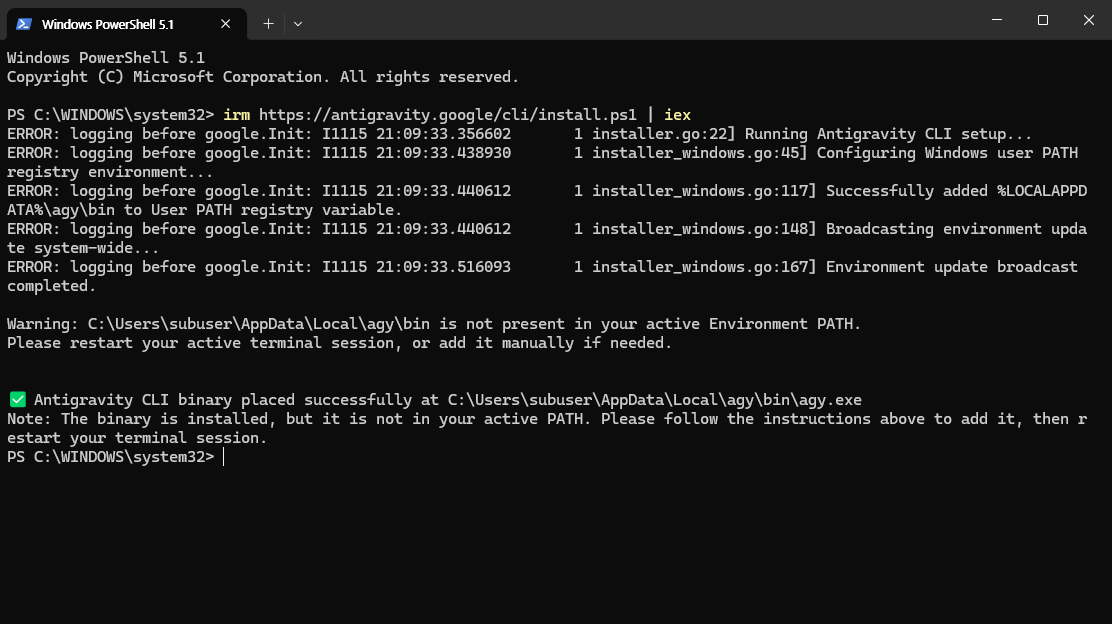 Windows PowerShell 5.1
Windows PowerShell 5.1
Copyright (C) Microsoft Corporation. All rights reserved.
PS C:\WINDOWS\system32> irm https://antigravity.google/cli/install.ps1 | iex
ERROR: logging before google.Init: I1115 21:09:33.356602       1 installer.go:22] Running Antigravity CLI setup...
ERROR: logging before google.Init: I1115 21:09:33.438930       1 installer_windows.go:45] Configuring Windows user PATH
registry environment...
ERROR: logging before google.Init: I1115 21:09:33.440612       1 installer_windows.go:117] Successfully added %LOCALAPPD
ATA%\agy\bin to User PATH registry variable.
ERROR: logging before google.Init: I1115 21:09:33.440612       1 installer_windows.go:148] Broadcasting environment upda
te system-wide...
ERROR: logging before google.Init: I1115 21:09:33.516093       1 installer_windows.go:167] Environment update broadcast
completed.
Warning: C:\Users\subuser\AppData\Local\agy\bin is not present in your active Environment PATH.
Please restart your active terminal session, or add it manually if needed.
✅ Antigravity CLI binary placed successfully at C:\Users\subuser\AppData\Local\agy\bin\agy.exe
Note: The binary is installed, but it is not in your active PATH. Please follow the instructions above to add it, then r
estart your terminal session.
PS C:\WINDOWS\system32>